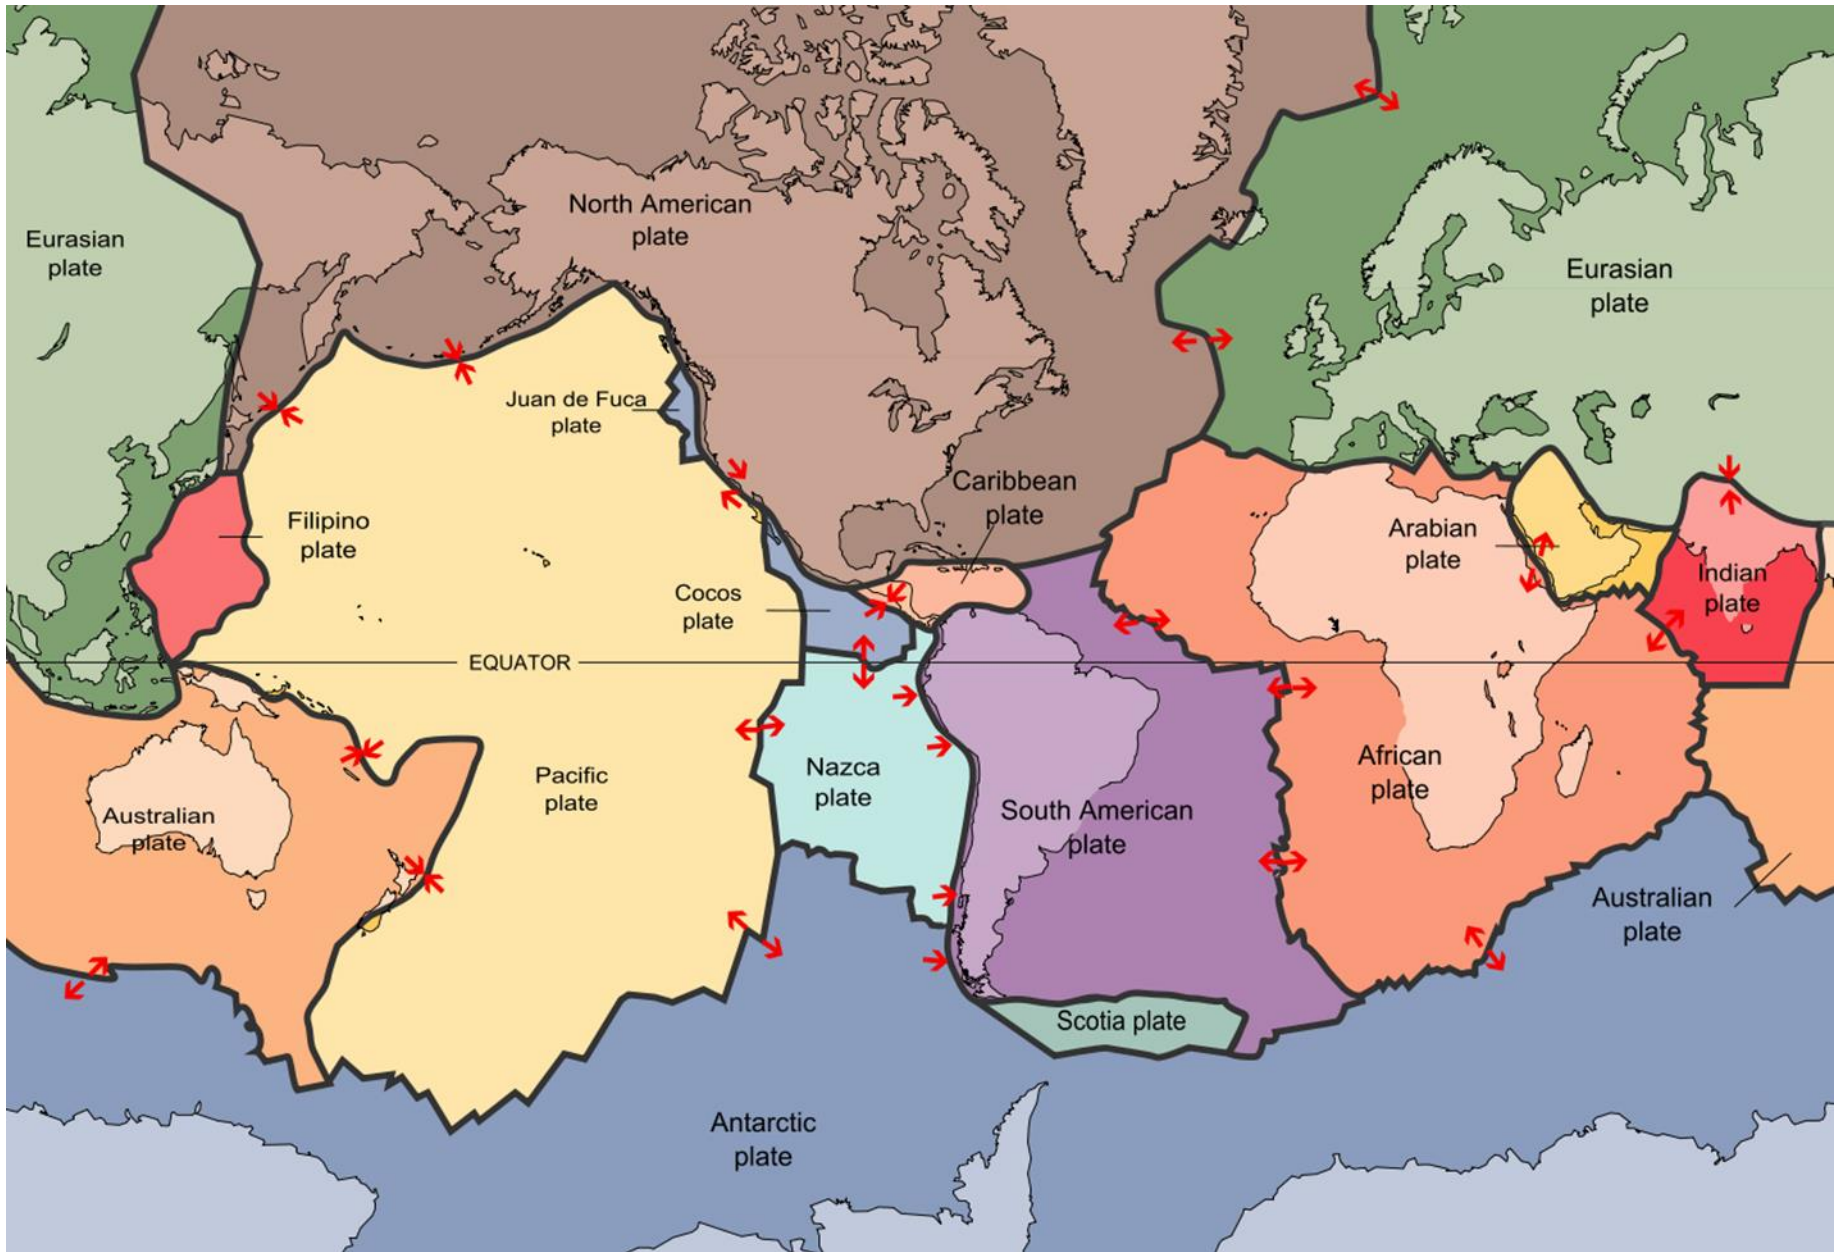 North American
plate
Eurasian
plate
Eurasian
plate
Juan de Fuca
plate
Caribbean
plate
Filipino
plate
Arabian
plate
Indian
plate
Cocos
plate
EQUATOR
Nazca
plate
Pacific
plate
African
plate
South American
plate
Australian
plate
Australian
plate
Scotia plate
Antarctic
plate